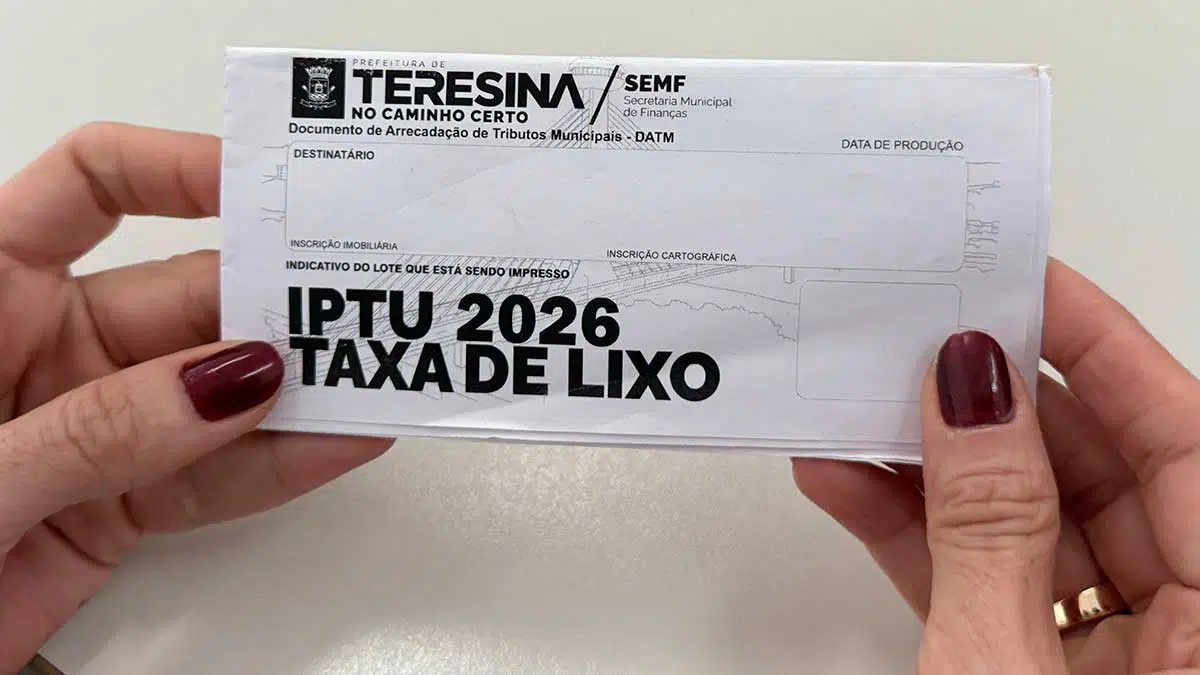 PREFEITURA DE
TERESINA
NO CAMINHO CERTO
SEMF
Secretaria Municipal
de Finanças
Documento de Arrecadação de Tributos Municipais - DATM
DATA DE PRODUÇÃO
DESTINATÁRIO
INSCRIÇÃO IMOBILIÁRIA
INSCRIÇÃO CARTOGRÁFICA
INDICATIVO DO LOTE QUE ESTÁ SENDO IMPRESSO
IPTU 2026
TAXA DE LIXO